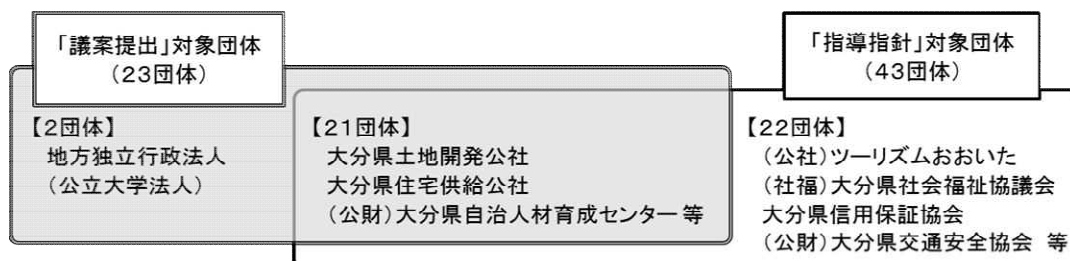 「議案提出」対象団体
（２３団体）
「指導指針」対象団体
（４３団体）
【２団体】
地方独立行政法人
（公立大学法人）
【２１団体】
大分県土地開発公社
大分県住宅供給公社
（公財）大分県自治人材育成センター 等
【２２団体】
（公社）ツーリズムおおいた
（社福）大分県社会福祉協議会
大分県信用保証協会
（公財）大分県交通安全協会 等